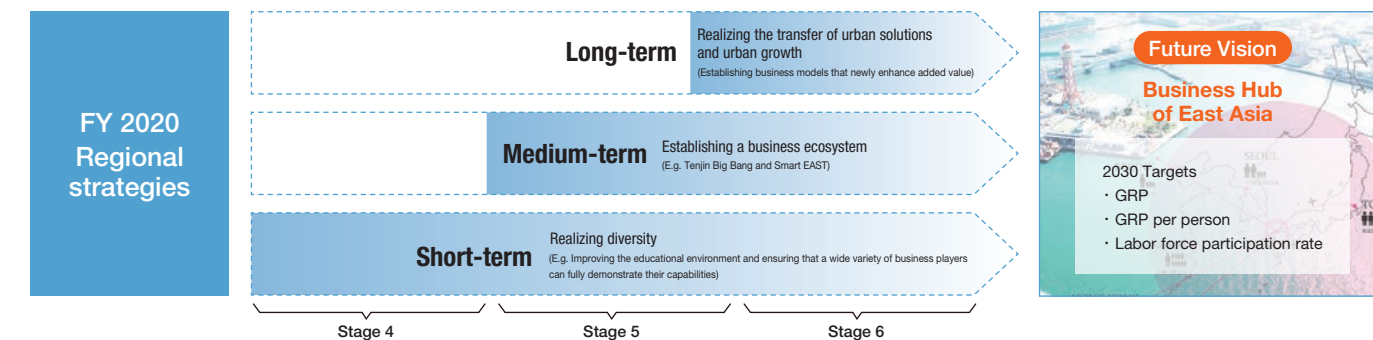 FY 2020
Regional
strategies
Long-term
Realizing the transfer of urban solutions
and urban growth
(Establishing business models that newly enhance added value)
Medium-term
Establishing a business ecosystem
(E.g. Tenjin Big Bang and Smart EAST)
Short-term
Realizing diversity
(E.g. Improving the educational environment and ensuring that a wide variety of business players
can fully demonstrate their capabilities)
Stage 4
Stage 5
Stage 6
Future Vision
Business Hub
of East Asia
SEOUL
2030 Targets
・GRP
・GRP per person
・Labor force participation rate